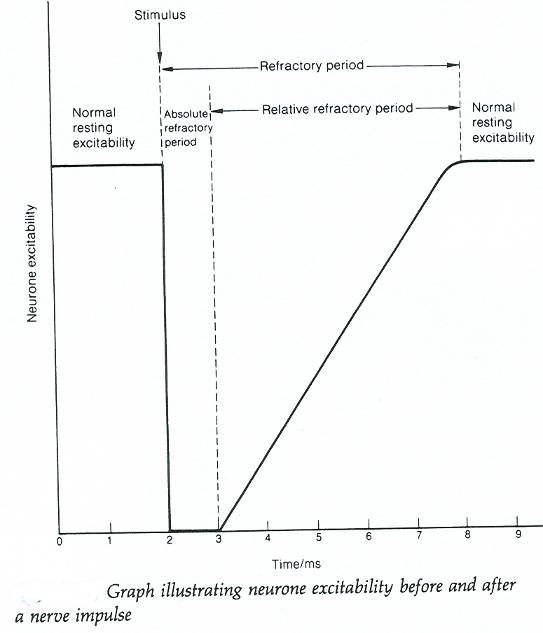 Stimulus
Refractory period
Normal
resting
excitability
Absolute
refractory
period
Relative refractory period
Normal
resting
excitability
Neurone excitability
0 1 2 3 4 5 6 7 8 9
Time/ms
Graph illustrating neurone excitability before and after
a nerve impulse